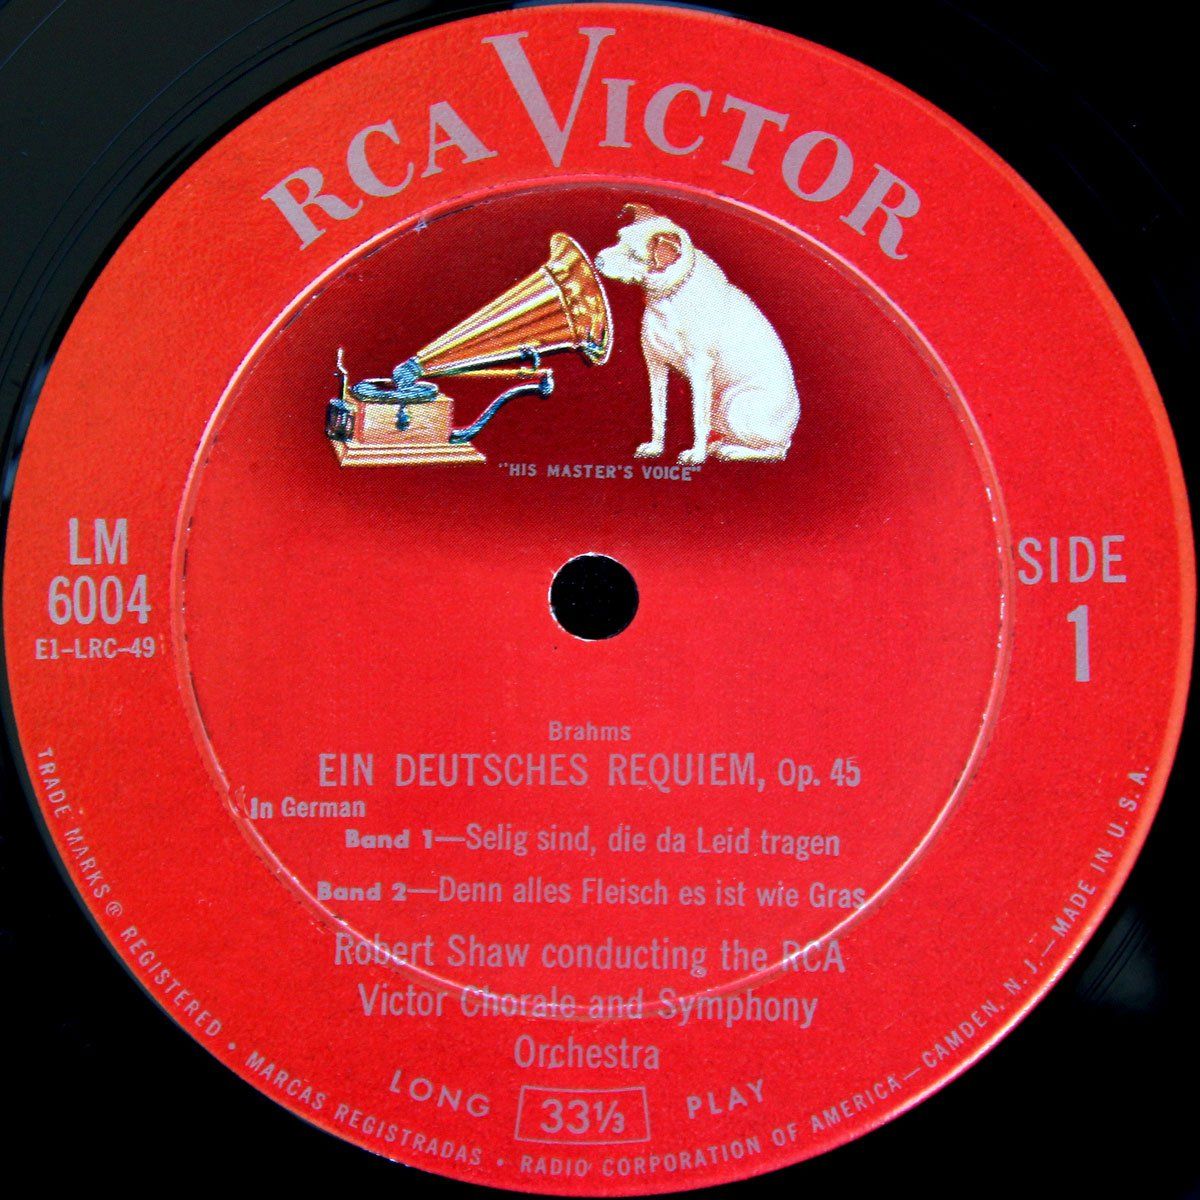 RCA VICTOR
"HIS MASTER'S VOICE"
LM
6004
E1-LRC-49
SIDE
1
Brahms
EIN DEUTSCHES REQUIEM, Op. 45
In German
Band 1—Selig sind, die da Leid tragen
Band 2—Denn alles Fleisch es ist wie Gras
Robert Shaw conducting the RCA
Victor Chorale and Symphony
Orchestra
LONG 33⅓ PLAY
TRADE MARKS ® REGISTERED • MARCAS REGISTRADAS • RADIO CORPORATION OF AMERICA—CAMDEN, N. J.—MADE IN U. S. A.